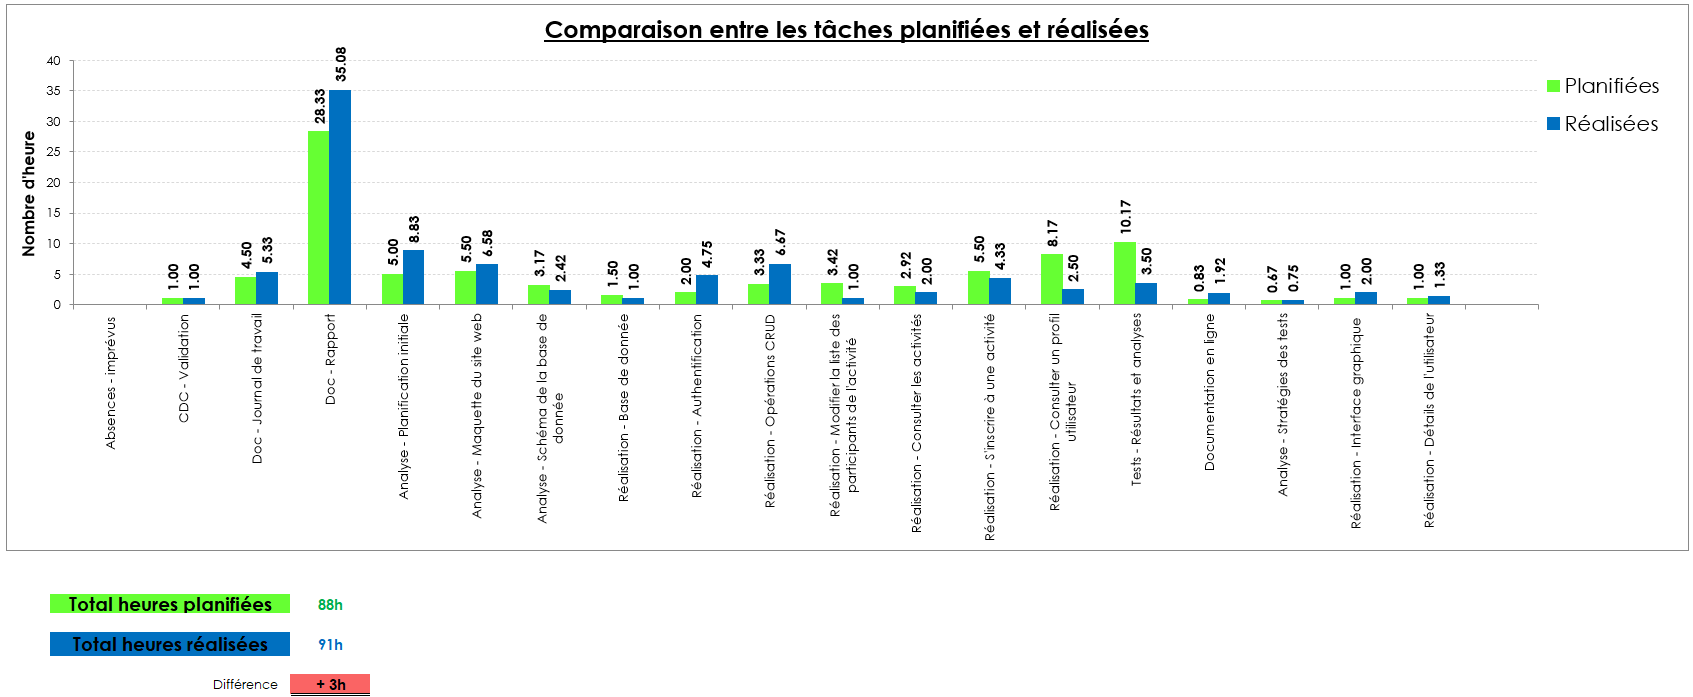 Comparaison entre les tâches planifiées et réalisées
Nombre d'heure
40
35
30
25
20
15
10
5
0
1.00
1.00
4.50
5.33
28.33
35.08
5.00
8.83
5.50
6.58
3.17
2.42
1.50
1.00
2.00
4.75
3.33
6.67
3.42
1.00
2.92
2.00
5.50
4.33
8.17
2.50
10.17
3.50
0.83
1.92
0.67
0.75
1.00
2.00
1.00
1.33
Absences - imprévus
CDC - Validation
Doc - Journal de travail
Doc - Rapport
Analyse - Planification initiale
Analyse - Maquette du site web
Analyse - Schéma de la base de
donnée
Réalisation - Base de donnée
Réalisation - Authentification
Réalisation - Opérations CRUD
Réalisation - Modifier la liste des
participants de l'activité
Réalisation - Consulter les activités
Réalisation - S'inscrire à une activité
Réalisation - Consulter un profil
utilisateur
Tests - Résultats et analyses
Documentation en ligne
Analyse - Stratégies des tests
Réalisation - Interface graphique
Réalisation - Détails de l'utilisateur
Planifiées
Réalisées
Total heures planifiées 88h
Total heures réalisées 91h
Différence + 3h